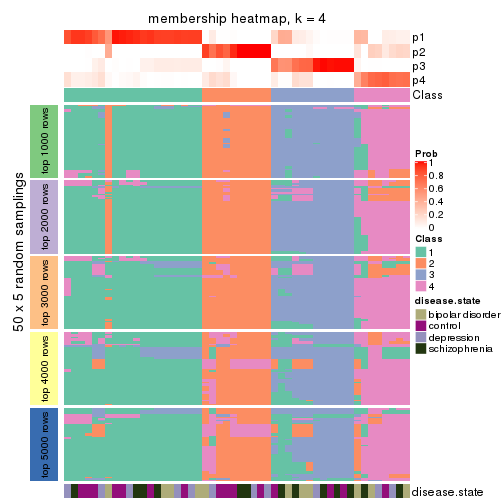 membership heatmap, k = 4
p1
p2
p3
p4
Class
50 x 5 random samplings
top 1000 rows
top 2000 rows
top 3000 rows
top 4000 rows
top 5000 rows
disease.state
Prob
1
0.8
0.6
0.4
0.2
0
Class
1
2
3
4
disease.state
bipolar disorder
control
depression
schizophrenia